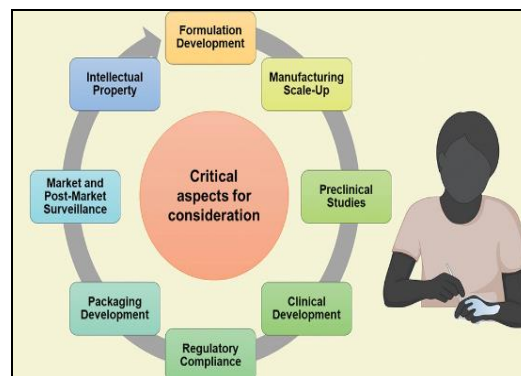 Formulation
Development
Manufacturing
Scale-Up
Preclinical
Studies
Clinical
Development
Regulatory
Compliance
Packaging
Development
Market and
Post-Market
Surveillance
Intellectual
Property
Critical
aspects for
consideration